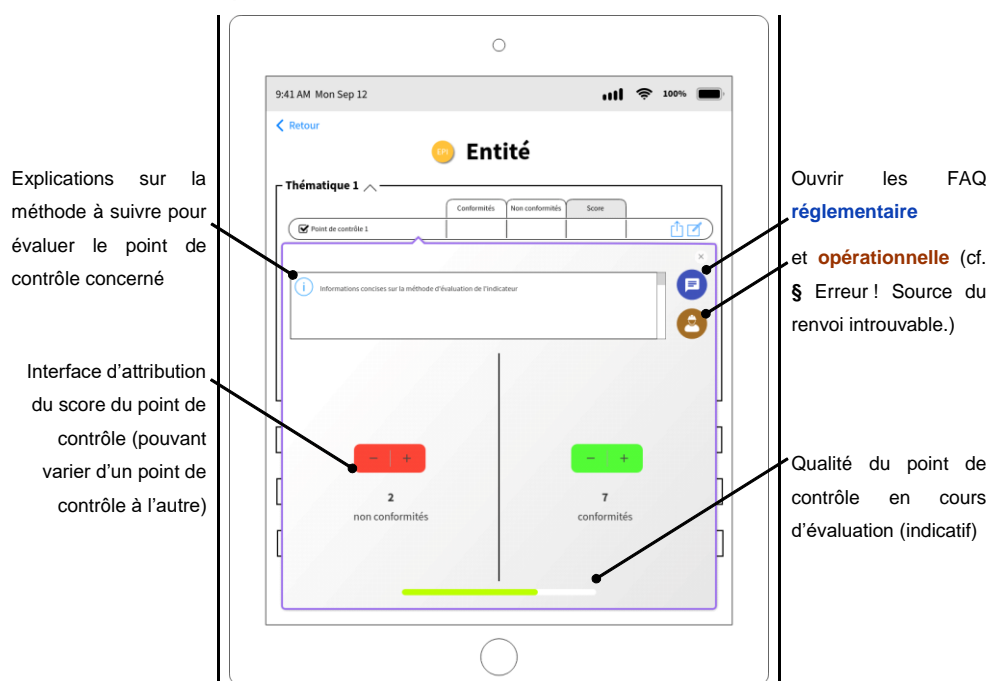 9:41 AM Mon Sep 12
100%
Retour
EPI
Entité
Thématique 1
Conformités
Non conformités
Score
Point de contrôle 1
Informations concises sur la méthode d'évaluation de l'indicateur
2
non conformités
7
conformités
Explications sur la
méthode à suivre pour
évaluer le point de
contrôle concerné
Interface d'attribution
du score du point de
contrôle (pouvant
varier d'un point de
contrôle à l'autre)
Ouvrir les FAQ
réglementaire
et opérationnelle (cf.
§ Erreur ! Source du
renvoi introuvable.)
Qualité du point de
contrôle en cours
d'évaluation (indicatif)